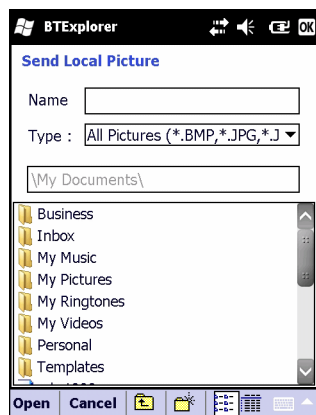 BTExplorer OK
Send Local Picture
Name
Type : All Pictures (*.BMP,*.JPG,*.J
\My Documents\
Business
Inbox
My Music
My Pictures
My Ringtones
My Videos
Personal
Templates
Open Cancel